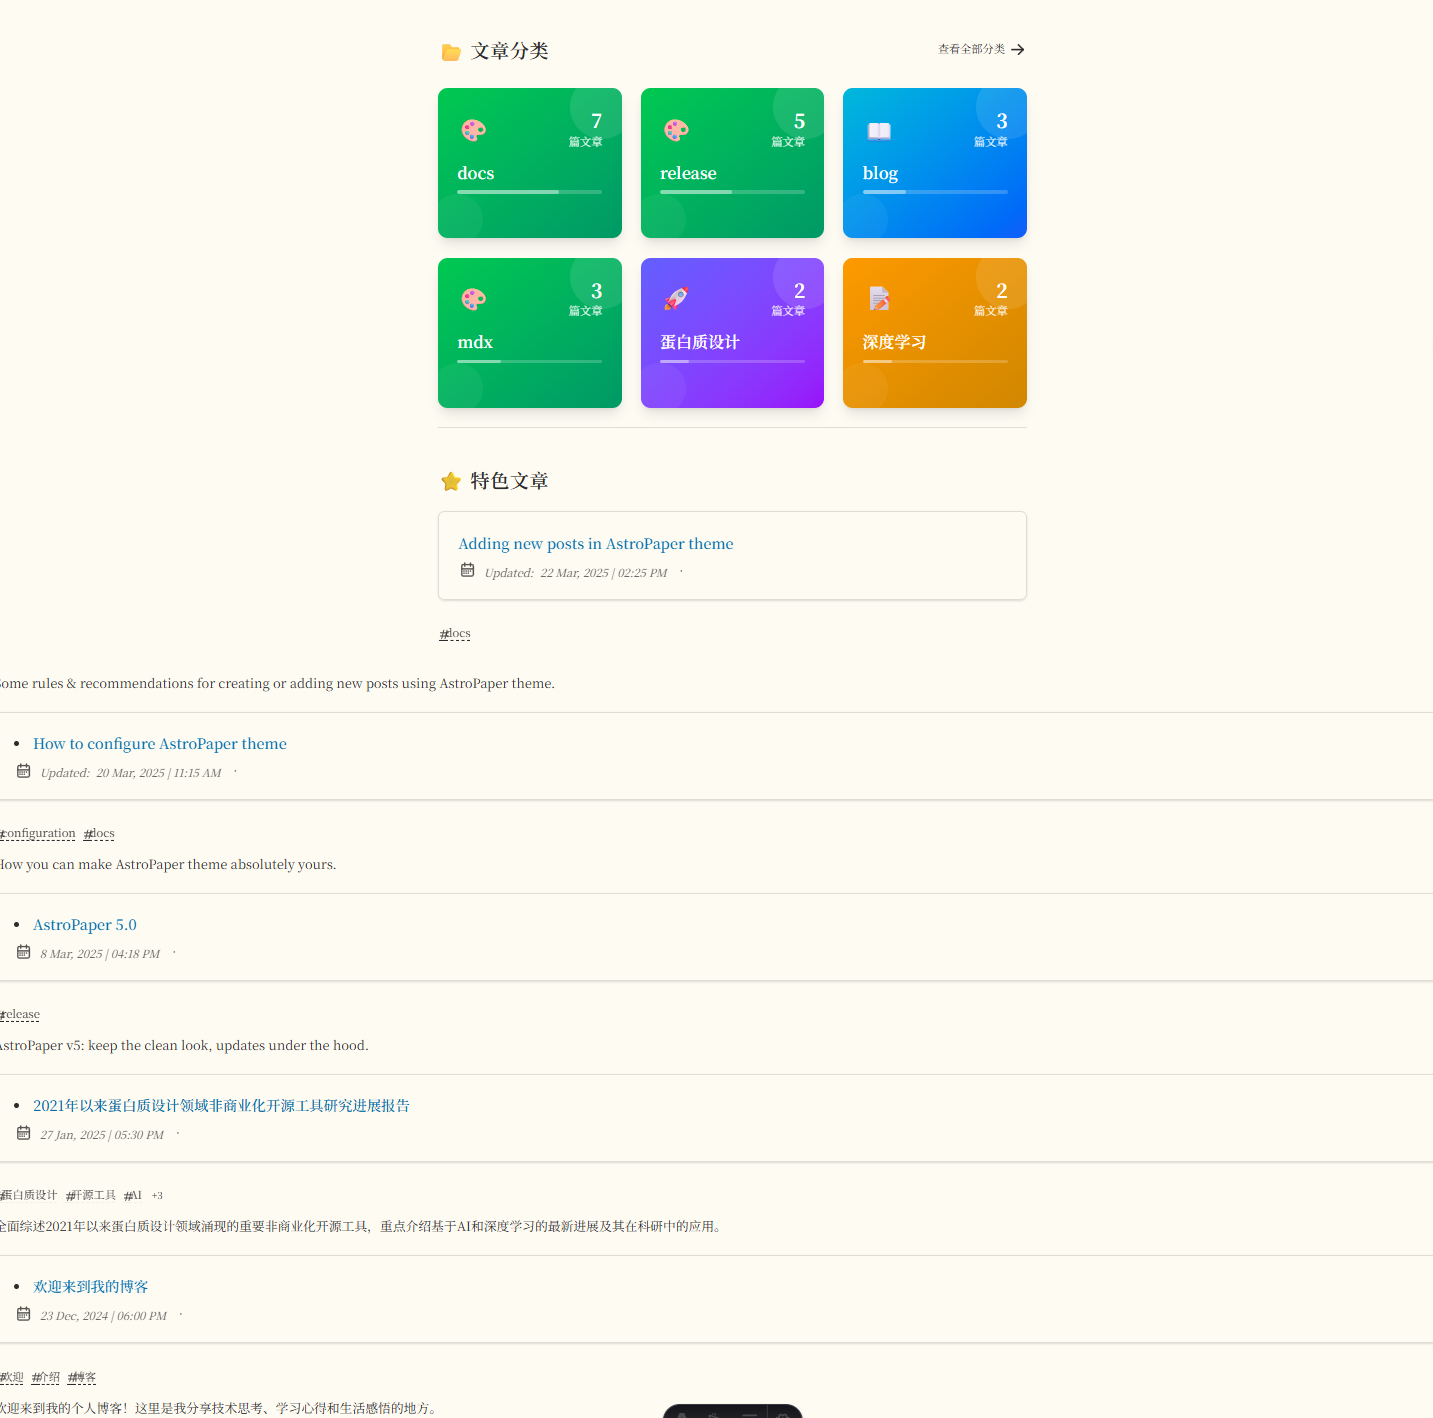 文章分类
查看全部分类
7
篇文章
docs
5
篇文章
release
3
篇文章
blog
3
篇文章
mdx
2
篇文章
蛋白质设计
2
篇文章
深度学习
特色文章
Adding new posts in AstroPaper theme
Updated: 22 Mar, 2025 | 02:25 PM ·
#docs
Some rules & recommendations for creating or adding new posts using AstroPaper theme.
• How to configure AstroPaper theme
Updated: 20 Mar, 2025 | 11:15 AM ·
#configuration #docs
How you can make AstroPaper theme absolutely yours.
• AstroPaper 5.0
8 Mar, 2025 | 04:18 PM ·
#release
AstroPaper v5: keep the clean look, updates under the hood.
• 2021年以来蛋白质设计领域非商业化开源工具研究进展报告
27 Jan, 2025 | 05:30 PM ·
#蛋白质设计 #开源工具 #AI +3
全面综述2021年以来蛋白质设计领域涌现的重要非商业化开源工具，重点介绍基于AI和深度学习的最新进展及其在科研中的应用。
• 欢迎来到我的博客
23 Dec, 2024 | 06:00 PM ·
#欢迎 #介绍 #博客
欢迎来到我的个人博客！这里是我分享技术思考、学习心得和生活感悟的地方。